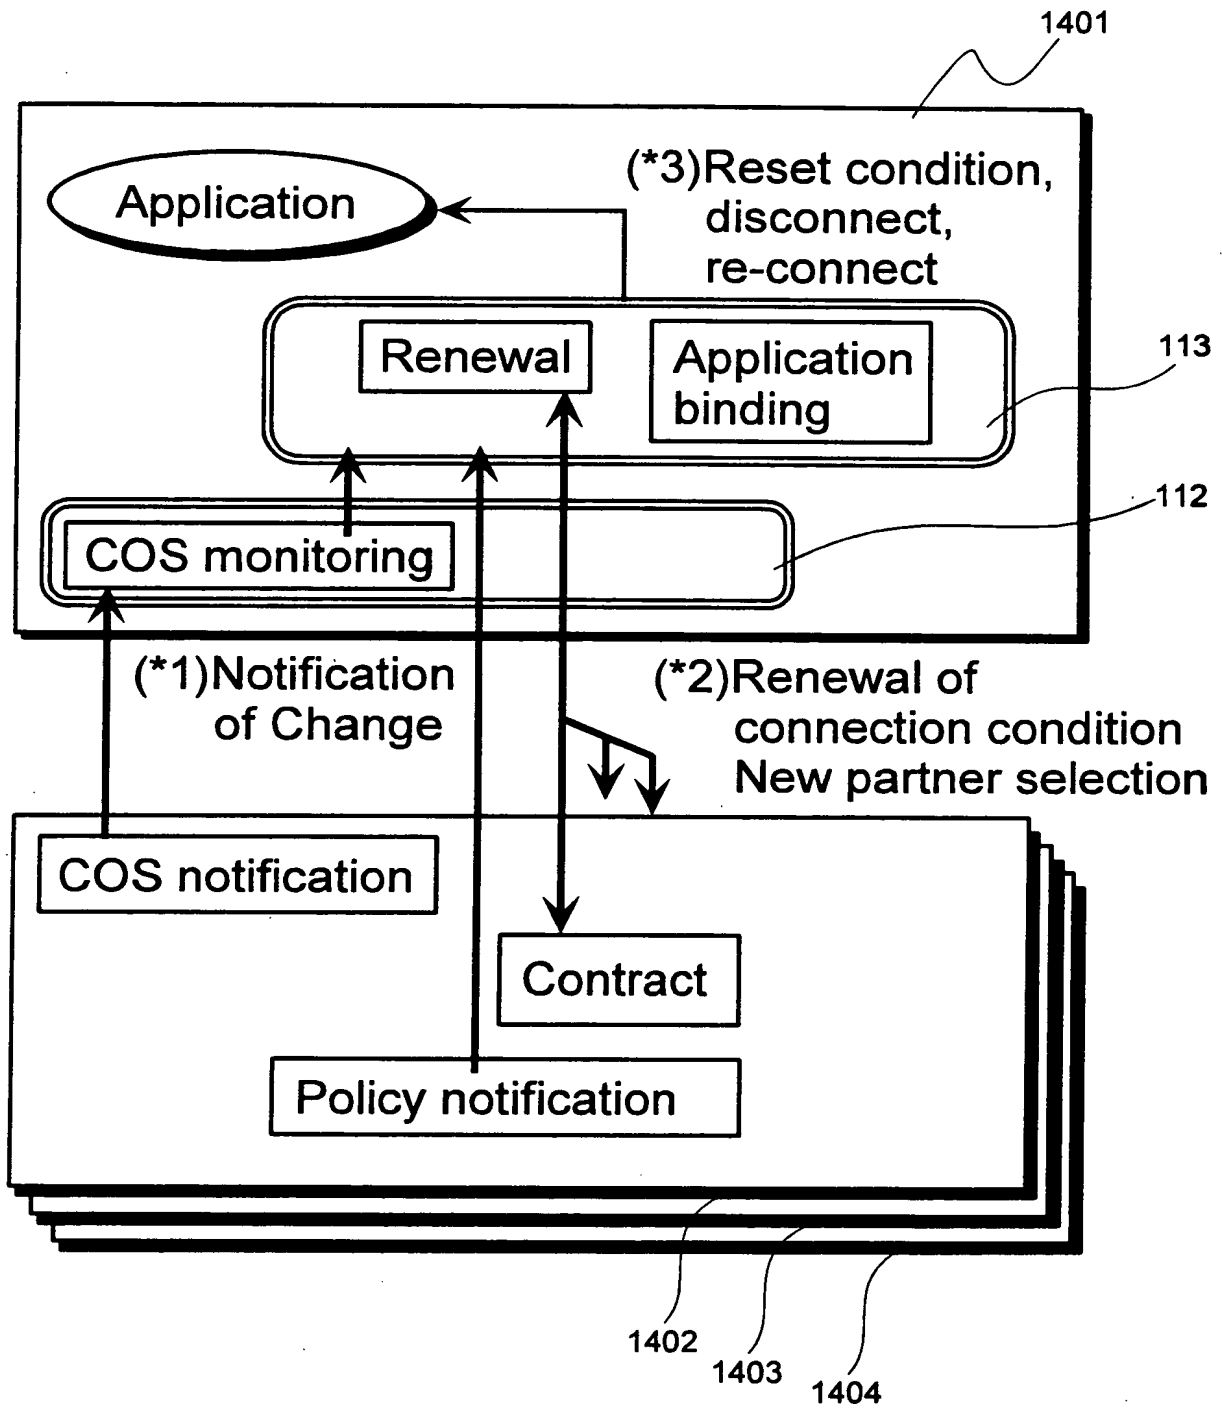 1401
(*3)Reset condition,
disconnect,
re-connect
Application
Renewal
Application
binding
113
112
COS monitoring
(*1)Notification
of Change
(*2)Renewal of
connection condition
New partner selection
COS notification
Contract
Policy notification
1402
1403
1404